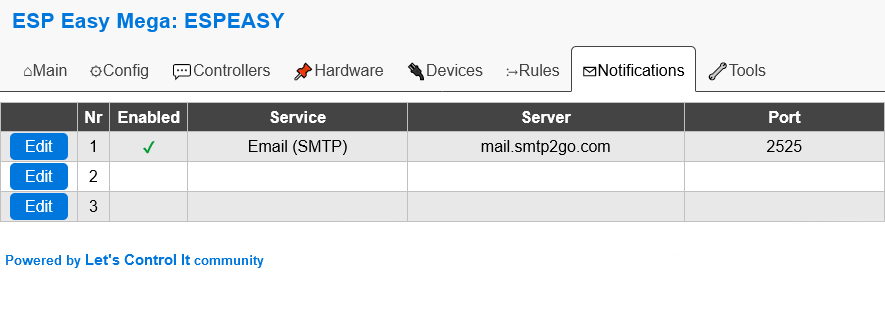 ESP Easy Mega: ESPEASY
⌂Main ⚙Config 💬Controllers 📌Hardware 🔌Devices Rules ✉Notifications 🔧Tools
Nr Enabled Service Server Port
Edit 1 ✓ Email (SMTP) mail.smtp2go.com 2525
Edit 2
Edit 3
Powered by Let's Control It community